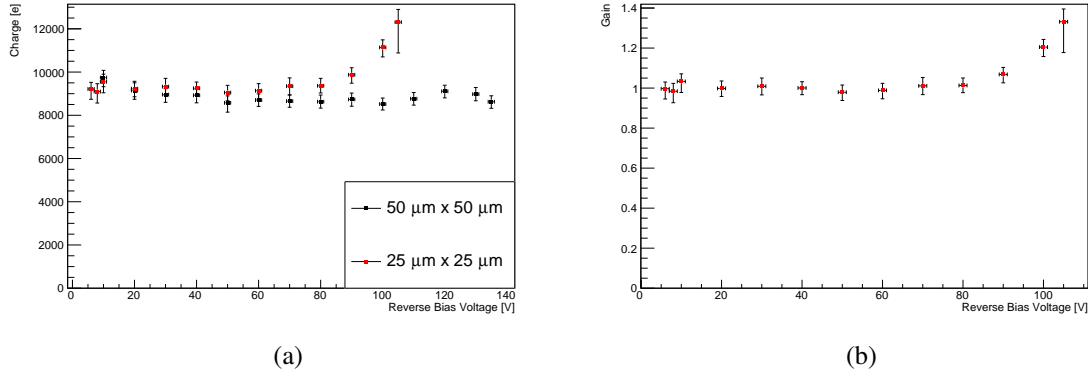 Charge [e]
12000
10000
8000
6000
4000
2000
0
50 μm x 50 μm
25 μm x 25 μm
0 20 40 60 80 100 120 140
Reverse Bias Voltage [V]
(a)
Gain
1.4
1.2
1
0.8
0.6
0.4
0.2
0
0 20 40 60 80 100
Reverse Bias Voltage [V]
(b)